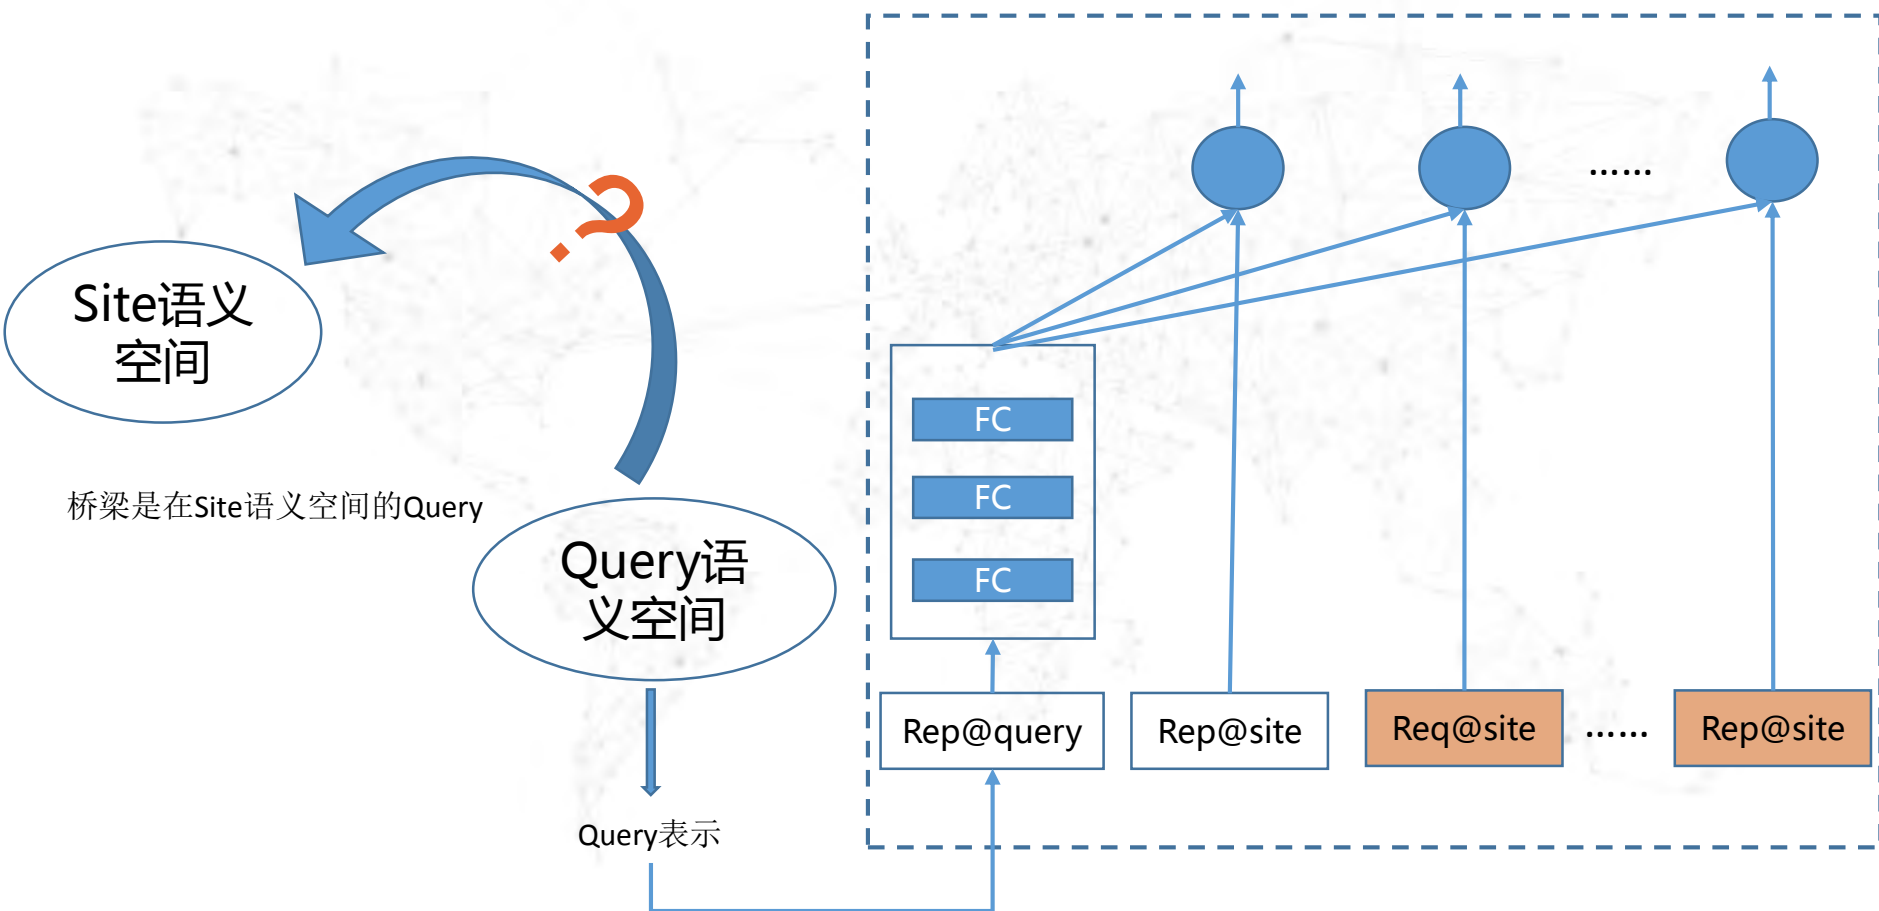 Site语义
空间
桥梁是在Site语义空间的Query
Query语
义空间
Query表示
?
……
FC
FC
FC
Rep@query
Rep@site
Req@site
……
Rep@site